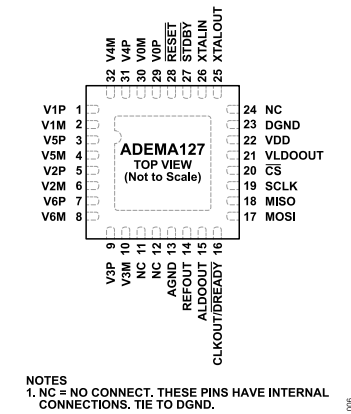 32 V4M
31 V4P
30 V0M
29 V0P
28 RESET
27 STDBY
26 XTALIN
25 XTALOUT
V1P 1
V1M 2
V5P 3
V5M 4
V2P 5
V2M 6
V6P 7
V6M 8
ADEMA127
TOP VIEW
(Not to Scale)
24 NC
23 DGND
22 VDD
21 VLDOOUT
20 CS
19 SCLK
18 MISO
17 MOSI
V3P 9
V3M 10
NC 11
NC 12
AGND 13
REFOUT 14
ALDOOUT 15
CLKOUT/DREADY 16
NOTES
1. NC = NO CONNECT. THESE PINS HAVE INTERNAL
CONNECTIONS. TIE TO DGND.
006